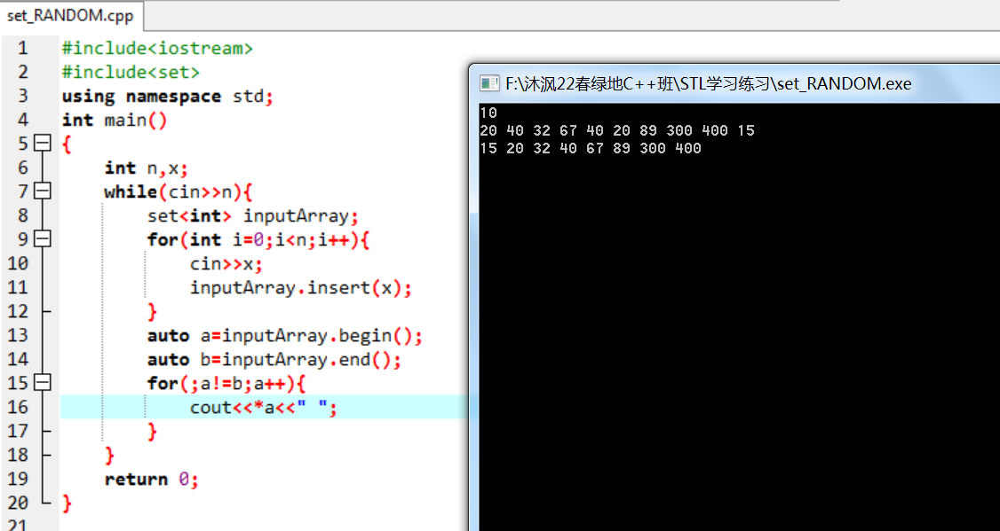 set_RANDOM.cpp
1 #include<iostream>
2 #include<set>
3 using namespace std;
4 int main()
5 {
6 int n,x;
7 while(cin>>n){
8 set<int> inputArray;
9 for(int i=0;i<n;i++){
10 cin>>x;
11 inputArray.insert(x);
12 }
13 auto a=inputArray.begin();
14 auto b=inputArray.end();
15 for(;a!=b;a++){
16 cout<<*a<<" ";
17 }
18 }
19 return 0;
20 }
21
F:\沐沨22春绿地C++班\STL学习练习\set_RANDOM.exe
10
20 40 32 67 40 20 89 300 400 15
15 20 32 40 67 89 300 400